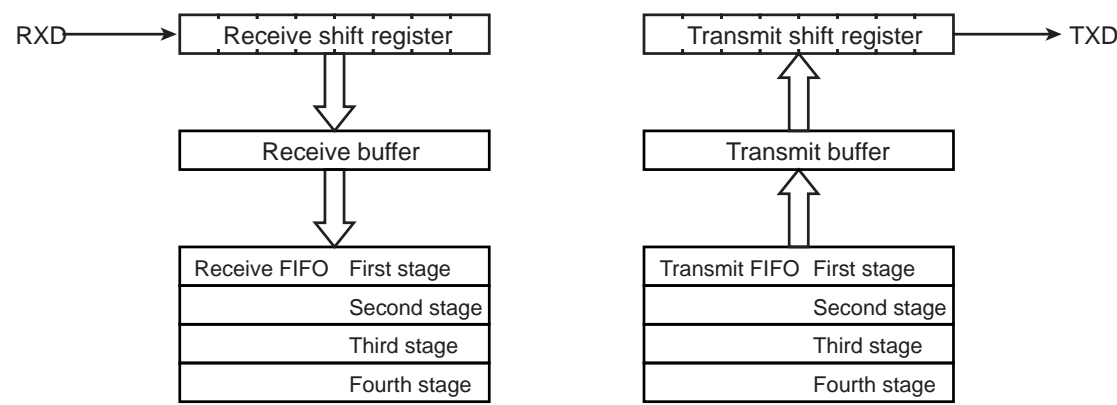 RXD Receive shift register Transmit shift register TXD
Receive buffer Transmit buffer
Receive FIFO First stage Transmit FIFO First stage
Second stage Second stage
Third stage Third stage
Fourth stage Fourth stage